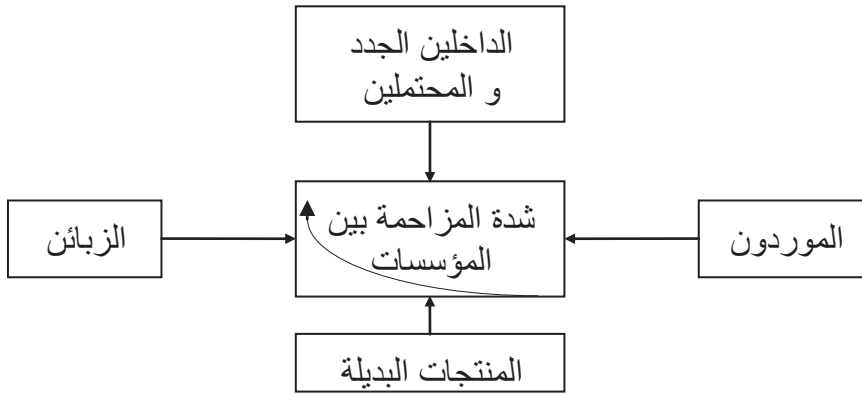 الداخلين الجدد
و المحتملين
شدة المزاحمة بين
المؤسسات
الموردون
الزبائن
المنتجات البديلة